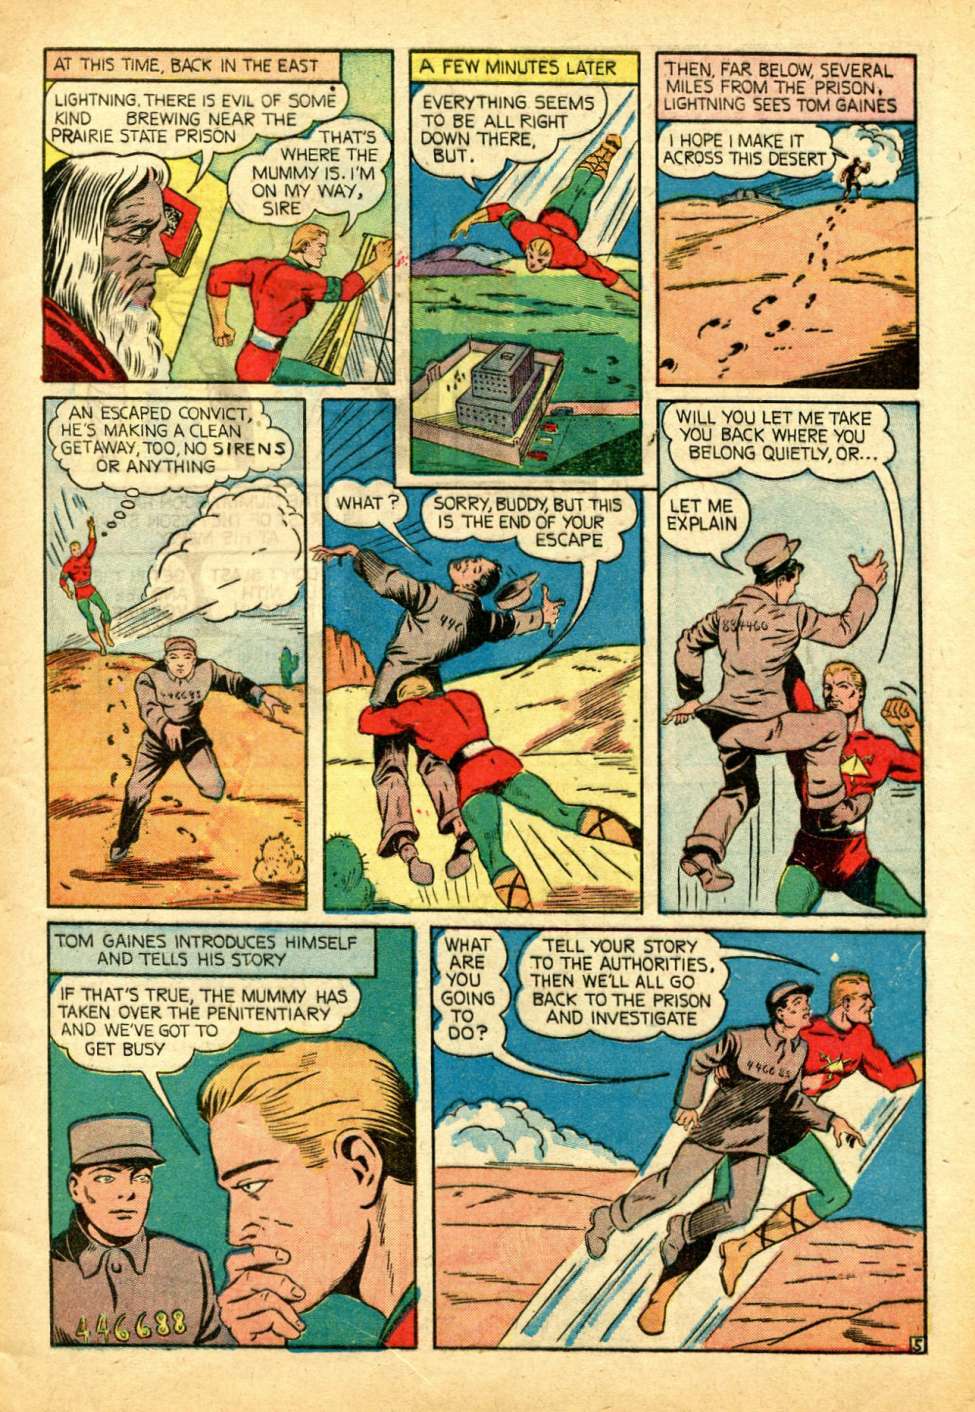 AT THIS TIME, BACK IN THE EAST
LIGHTNING, THERE IS EVIL OF SOME
KIND BREWING NEAR THE
PRAIRIE STATE PRISON
THAT'S
WHERE THE
MUMMY IS. I'M
ON MY WAY,
SIRE
A FEW MINUTES LATER
EVERYTHING SEEMS
TO BE ALL RIGHT
DOWN THERE,
BUT.
THEN, FAR BELOW, SEVERAL
MILES FROM THE PRISON,
LIGHTNING SEES TOM GAINES
I HOPE I MAKE IT
ACROSS THIS DESERT
AN ESCAPED CONVICT,
HE'S MAKING A CLEAN
GETAWAY, TOO, NO SIRENS
OR ANYTHING
446688
WHAT?
SORRY, BUDDY, BUT THIS
IS THE END OF YOUR
ESCAPE
44
WILL YOU LET ME TAKE
YOU BACK WHERE YOU
BELONG QUIETLY, OR...
LET ME
EXPLAIN
884460
TOM GAINES INTRODUCES HIMSELF
AND TELLS HIS STORY
IF THAT'S TRUE, THE MUMMY HAS
TAKEN OVER THE PENITENTIARY
AND WE'VE GOT TO
GET BUSY
446688
WHAT
ARE
YOU
GOING
TO
DO?
TELL YOUR STORY
TO THE AUTHORITIES,
THEN WE'LL ALL GO
BACK TO THE PRISON
AND INVESTIGATE
446688
5